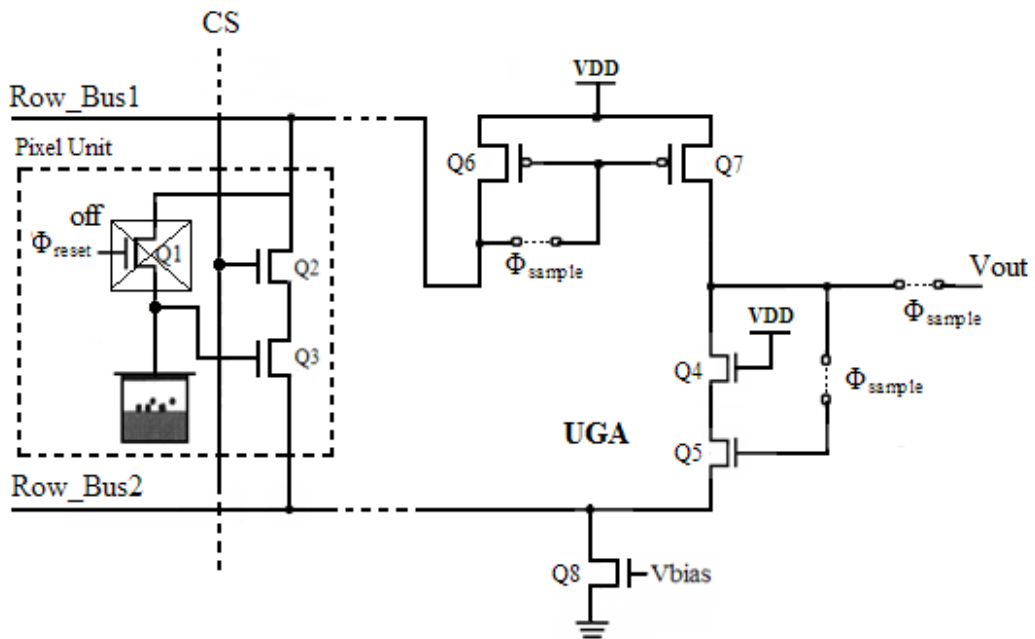 CS
VDD
Row_Bus1
Pixel Unit
Q6
Q7
off
Φreset
Q1
Q2
Φsample
Vout
Φsample
VDD
Q3
Q4
Φsample
UGA
Q5
Row_Bus2
Q8
Vbias